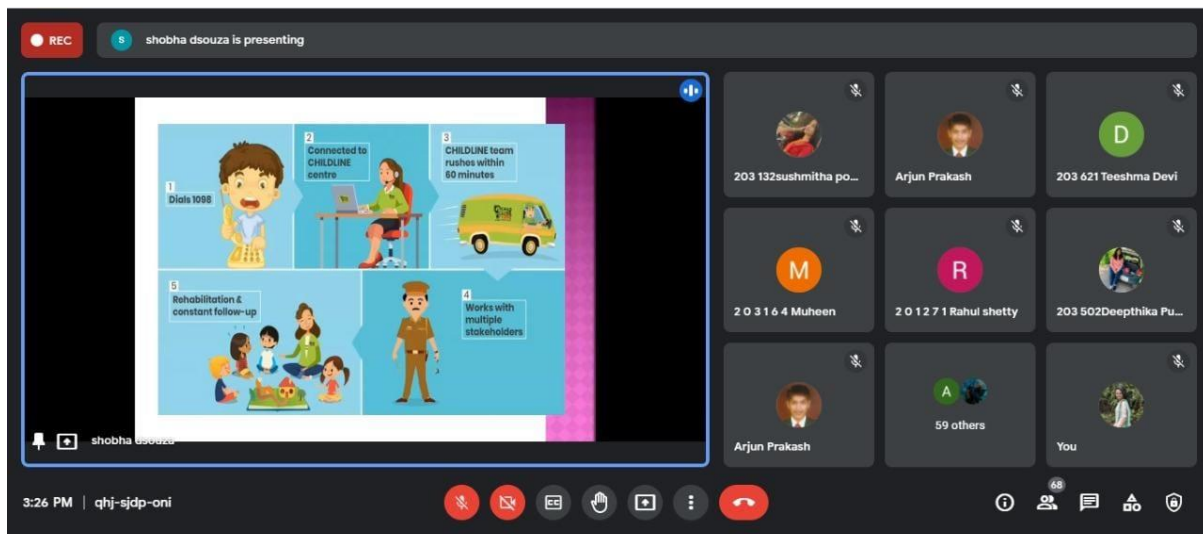 REC
s
shobha dsouza is presenting
1
Dials 1098
2
Connected to
CHILDLINE
centre
3
CHILDLINE team
rushes within
60 minutes
5
Rehabilitation &
constant follow-up
4
Works with
multiple
stakeholders
shobha dsouza
203 132sushmitha po...
Arjun Prakash
D
203 621 Teeshma Devi
M
2 0 3 1 6 4 Muheen
R
2 0 1 2 7 1 Rahul shetty
203 502Deepthika Pu...
Arjun Prakash
A
59 others
You
3:26 PM | qhj-sjdp-oni
CC
68